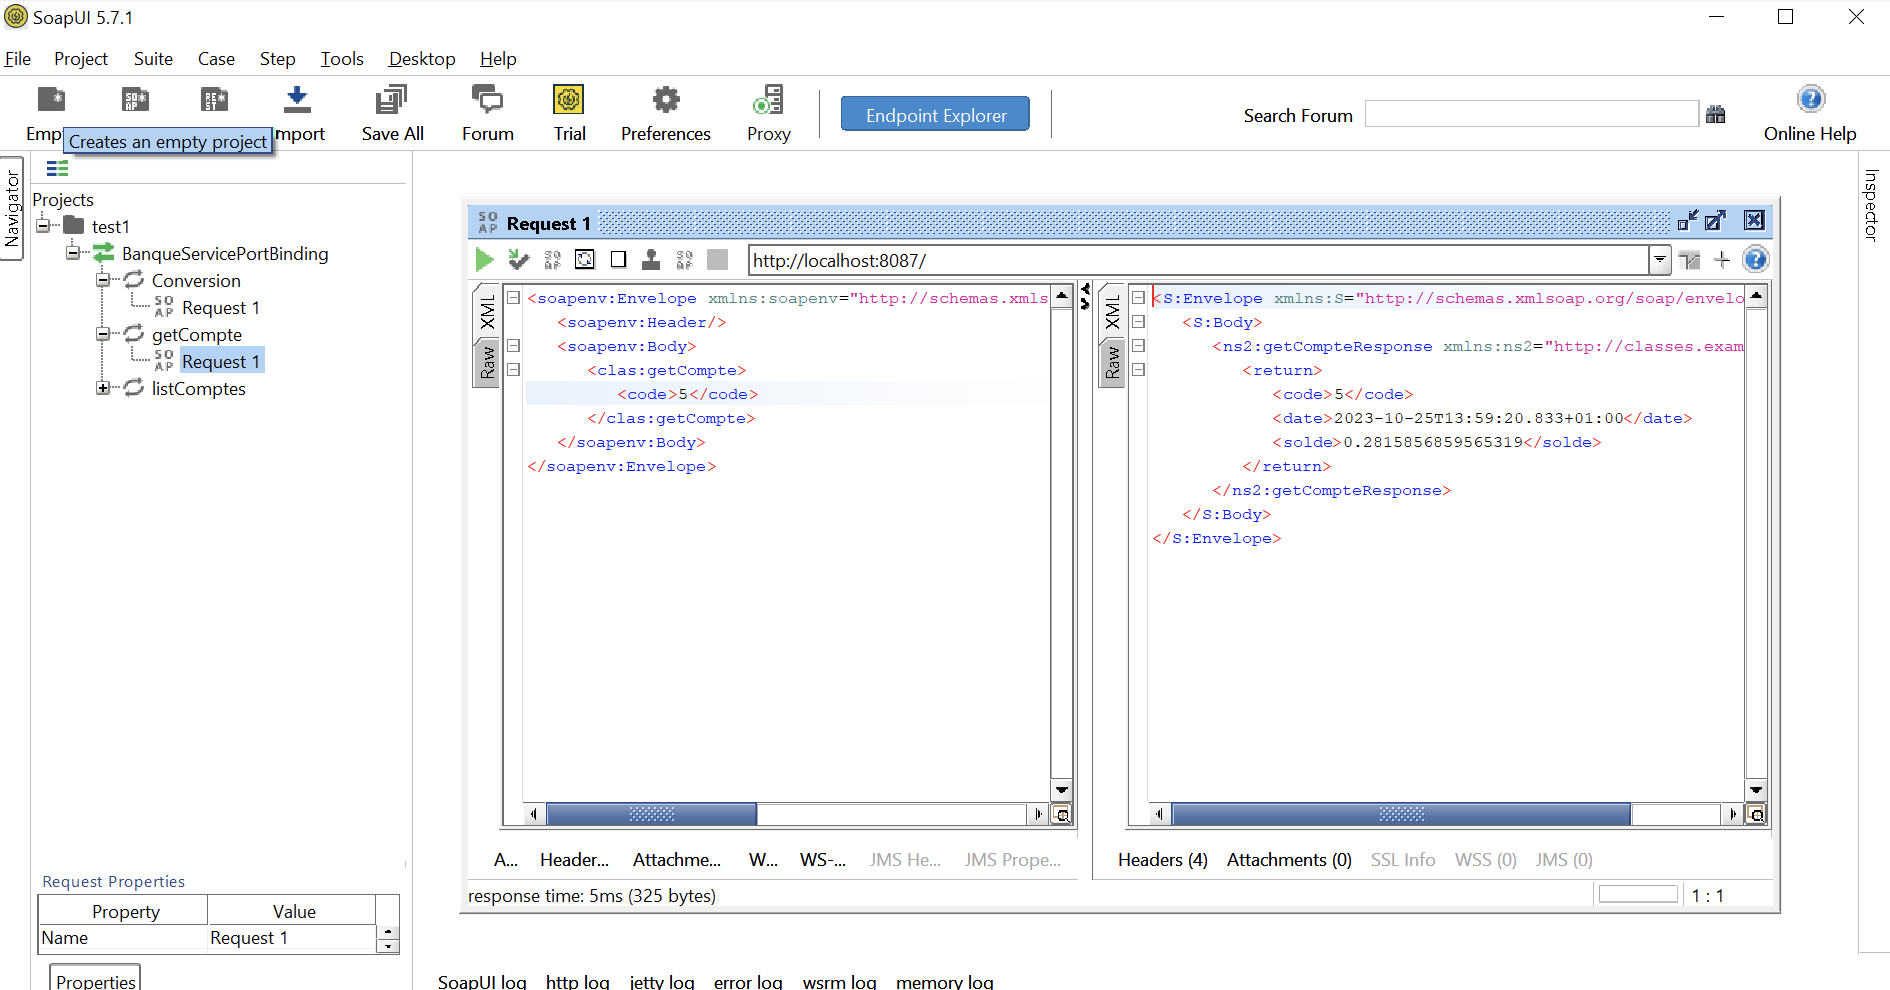 SoapUI 5.7.1
File Project Suite Case Step Tools Desktop Help
Creates an empty project
Save All Forum Trial Preferences Proxy
Endpoint Explorer
Search Forum
Online Help
Navigator
Projects
test1
BanqueServicePortBinding
Conversion
SO AP Request 1
getCompte
SO AP Request 1
listComptes
Request Properties
Property Value
Name Request 1
Properties
SO AP Request 1
http://localhost:8087/
XML
Raw
<soapenv:Envelope xmlns:soapenv="http://schemas.xmls
<soapenv:Header/>
<soapenv:Body>
<clas:getCompte>
<code>5</code>
</clas:getCompte>
</soapenv:Body>
</soapenv:Envelope>
XML
Raw
<S:Envelope xmlns:S="http://schemas.xmlsoap.org/soap/envelo
<S:Body>
<ns2:getCompteResponse xmlns:ns2="http://classes.exam
<return>
<code>5</code>
<date>2023-10-25T13:59:20.833+01:00</date>
<solde>0.2815856859565319</solde>
</return>
</ns2:getCompteResponse>
</S:Body>
</S:Envelope>
A... Header... Attachme... W... WS-... JMS He... JMS Prope...
Headers (4) Attachments (0) SSL Info WSS (0) JMS (0)
response time: 5ms (325 bytes)
1 : 1
SoapUI log http log jetty log error log wsrm log memory log
Inspector